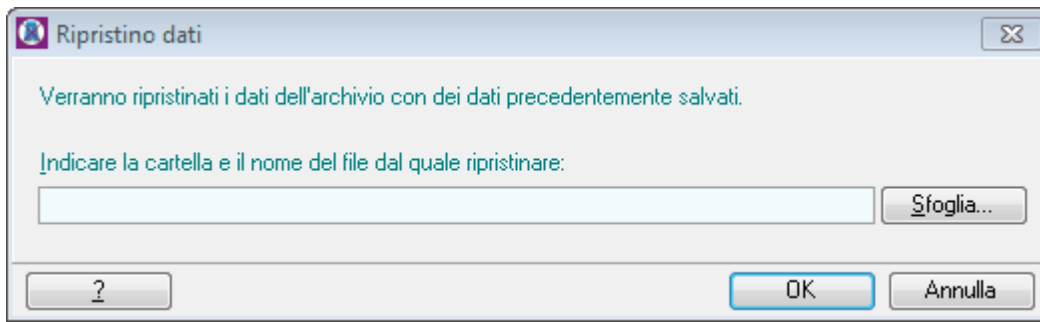 Ripristino dati
Verranno ripristinati i dati dell'archivio con dei dati precedentemente salvati.
Indicare la cartella e il nome del file dal quale ripristinare:
Sfoglia...
? OK Annulla